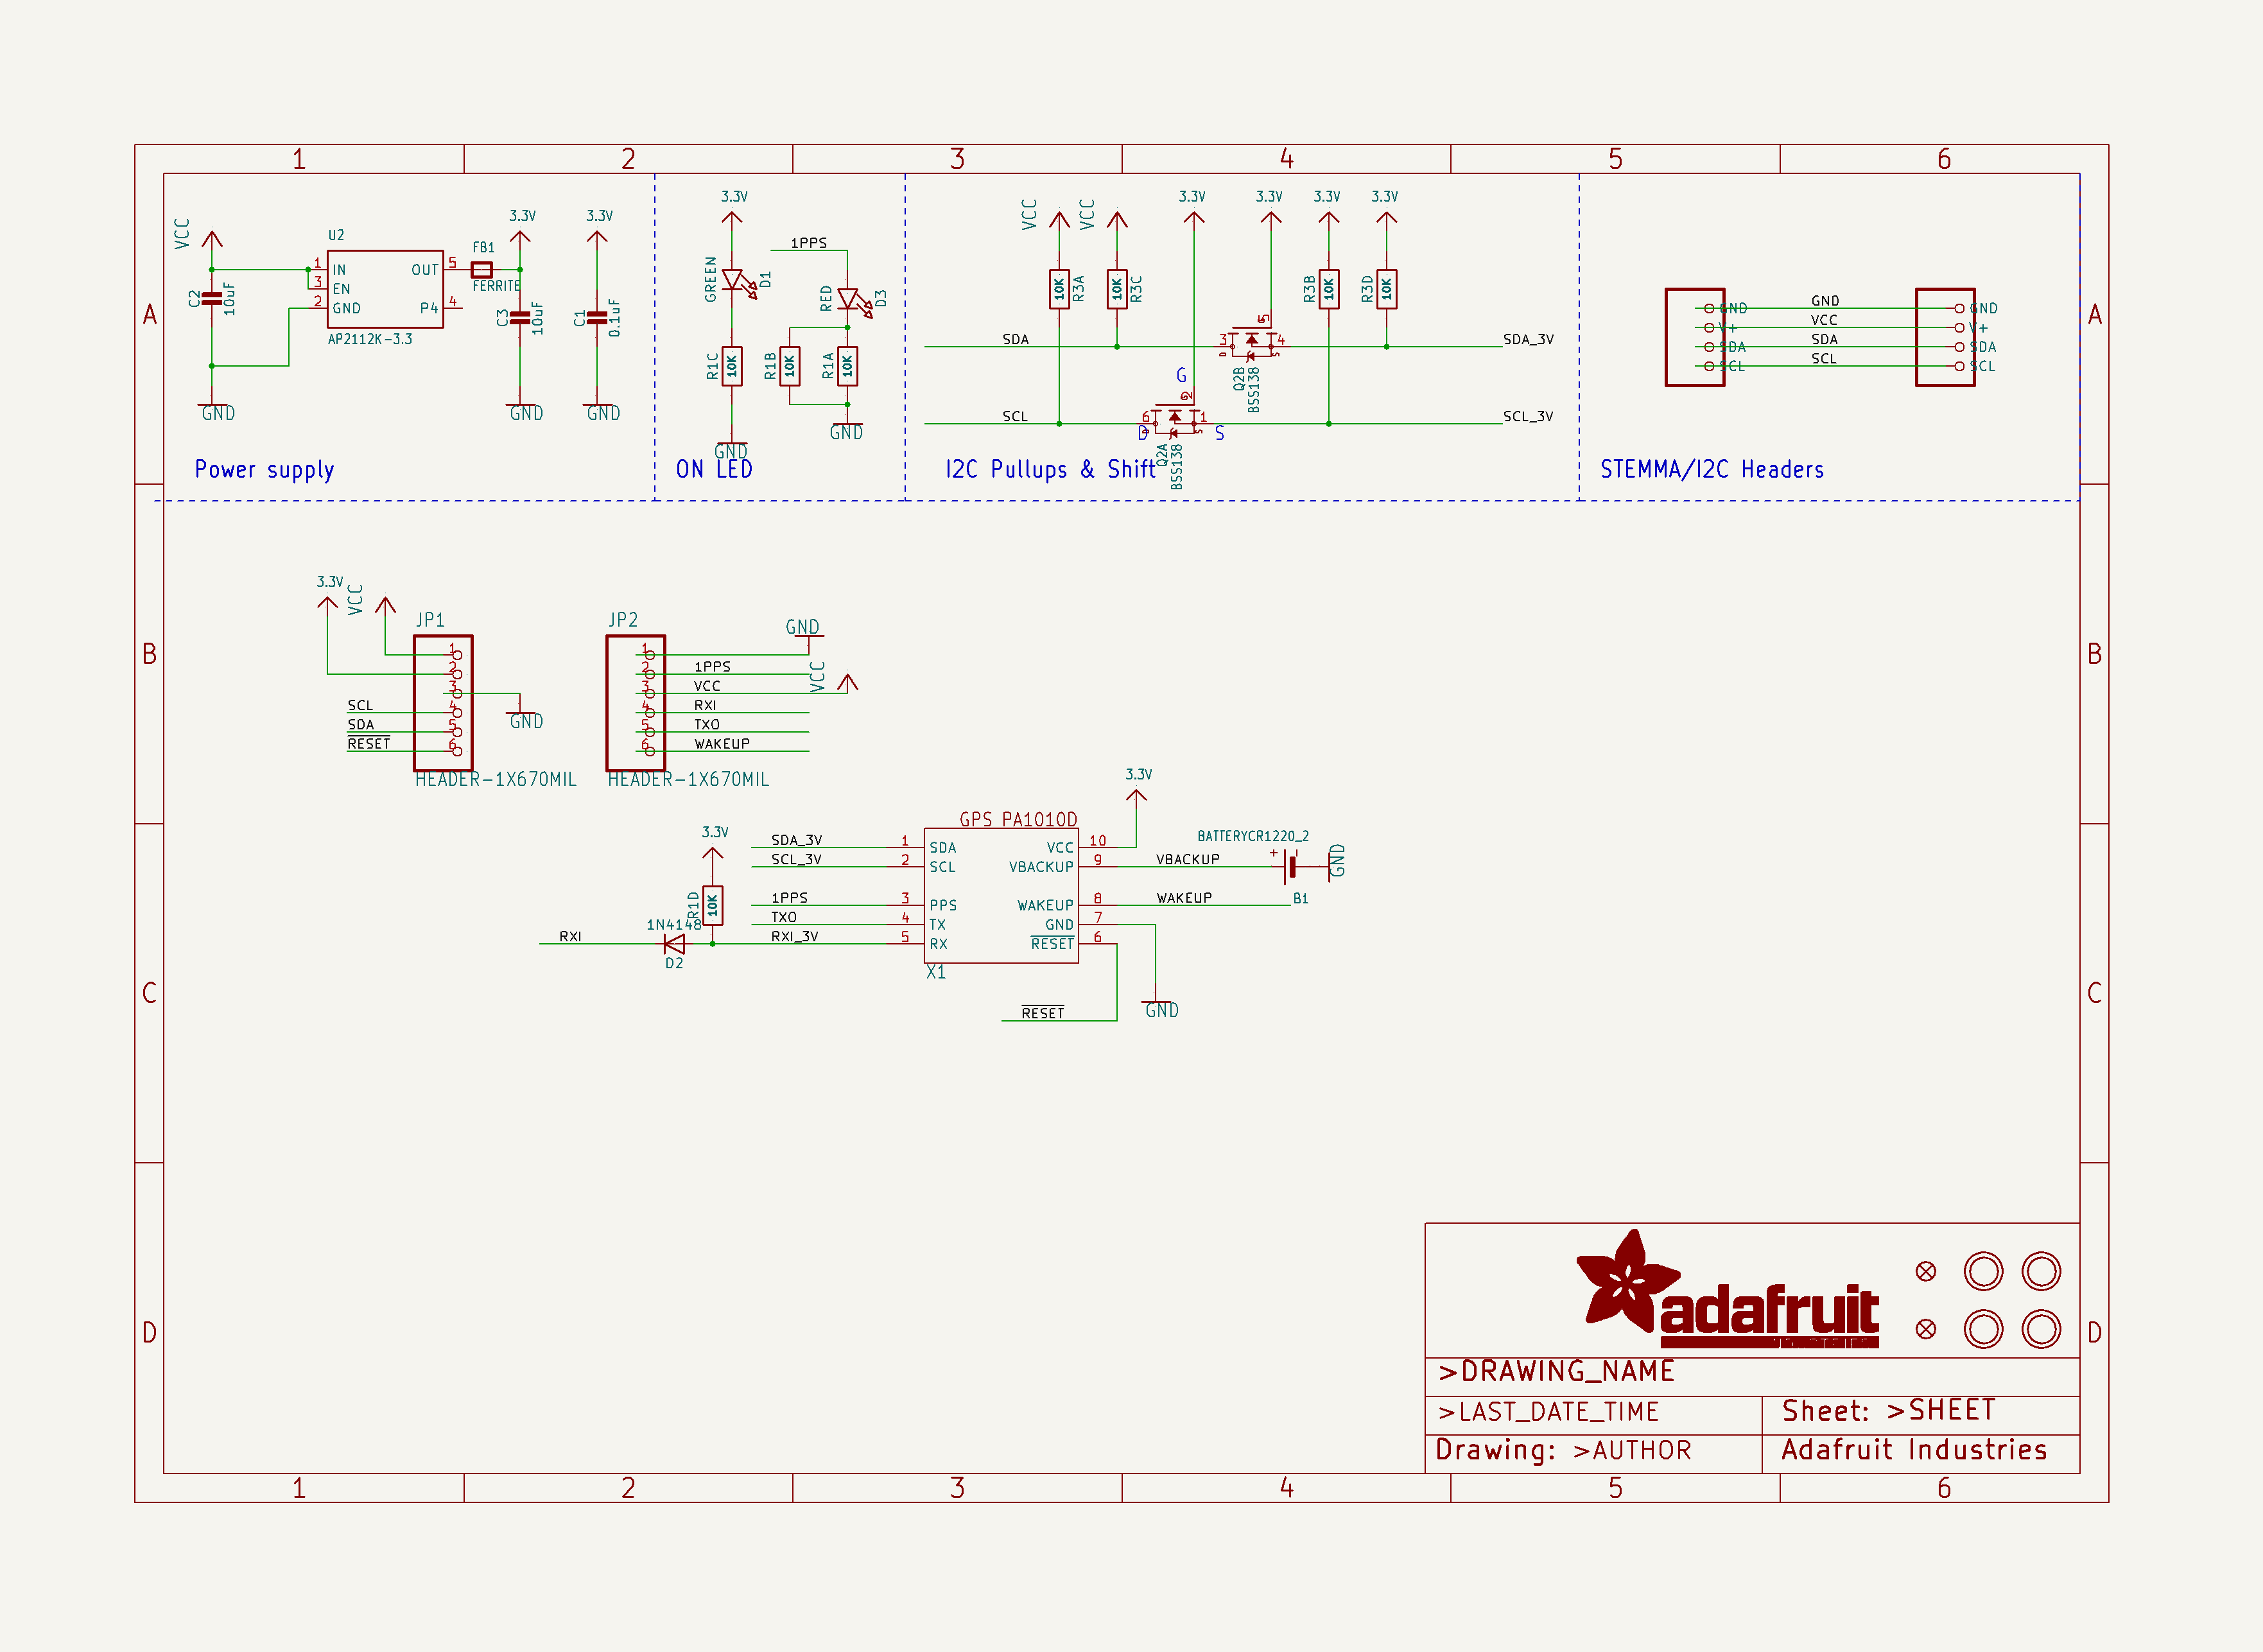 1 2 3 4 5 6
A
A
VCC
C2
10uF
GND
U2
1 IN
3 EN
2 GND
OUT 5
P4 4
AP2112K-3.3
FB1
FERRITE
3.3V
C3
10uF
GND
3.3V
C1
0.1uF
GND
Power supply
3.3V
GREEN
D1
R1C
10K
GND
1PPS
RED
D3
R1B
10K
R1A
10K
GND
ON LED
VCC
VCC
3.3V
3.3V
3.3V
3.3V
10K
R3A
10K
R3C
R3B
10K
R3D
10K
SDA
3
D
5
G
4
S
SDA_3V
Q2B
BSS138
G
SCL
6
D
D
2
G
1
S
S
SCL_3V
Q2A
BSS138
I2C Pullups & Shift
GND
V+
SDA
SCL
GND
VCC
SDA
SCL
GND
V+
SDA
SCL
STEMMA/I2C Headers
B
B
3.3V
VCC
JP1
1
2
3
4
5
6
SCL
SDA
RESET
GND
HEADER-1X670MIL
JP2
1
2
3
4
5
6
GND
1PPS
VCC
VCC
RXI
TXO
WAKEUP
HEADER-1X670MIL
C
C
3.3V
R1D
10K
1N4148
D2
RXI
SDA_3V
SCL_3V
1PPS
TXO
RXI_3V
GPS_PA1010D
1 SDA
2 SCL
3 PPS
4 TX
5 RX
VCC 10
VBACKUP 9
WAKEUP 8
GND 7
RESET 6
X1
3.3V
VBACKUP
WAKEUP
BATTERYCR1220_2
+ -
B1
GND
GND
RESET
D
D
adafruit
>DRAWING_NAME
>LAST_DATE_TIME
Sheet: >SHEET
Drawing: >AUTHOR
Adafruit Industries
1 2 3 4 5 6